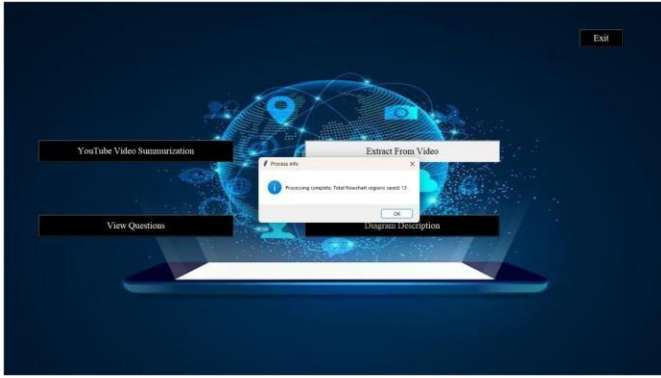 Exit
YouTube Video Summurization
Extract From Video
Process Info
Processing complete. Total flowchart regions saved: 13
OK
View Questions
Diagram Description